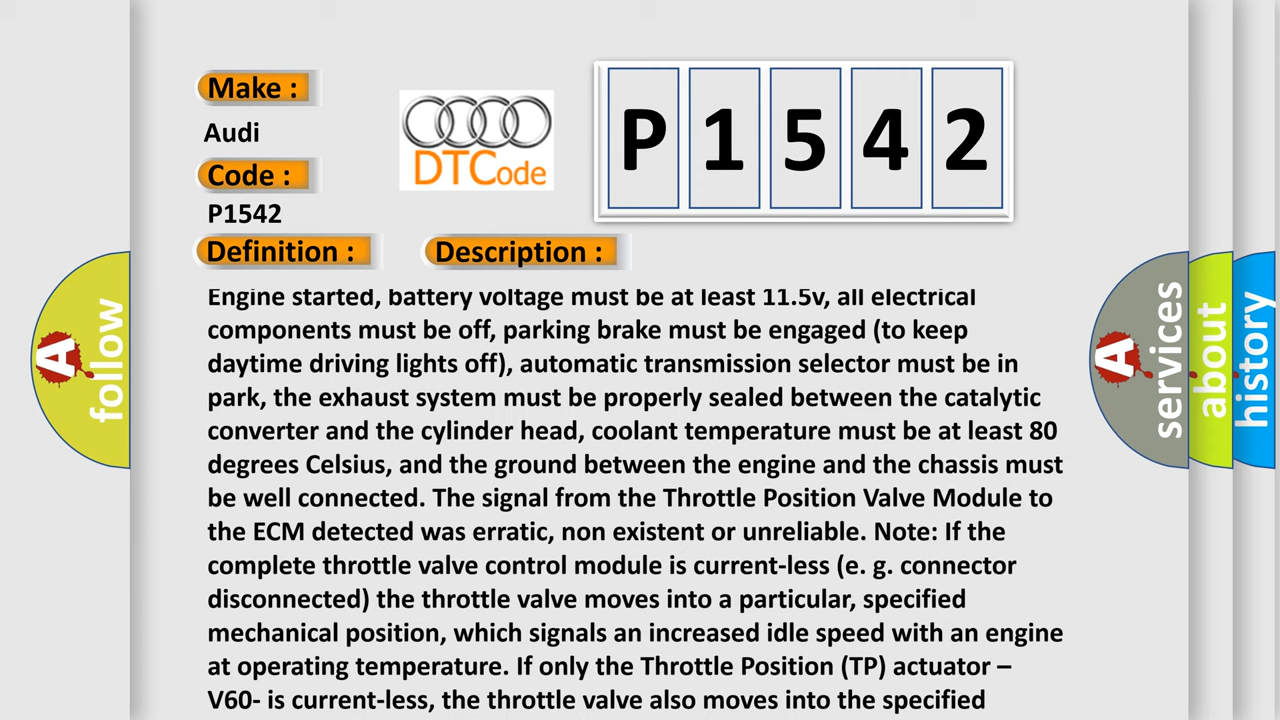 Make :
Audi
Code :
P1542
DTCode
P1542
Definition :
Description :
Engine started, battery voltage must be at least 11.5v, all electrical
components must be off, parking brake must be engaged (to keep
daytime driving lights off), automatic transmission selector must be in
park, the exhaust system must be properly sealed between the catalytic
converter and the cylinder head, coolant temperature must be at least 80
degrees Celsius, and the ground between the engine and the chassis must
be well connected. The signal from the Throttle Position Valve Module to
the ECM detected was erratic, non existent or unreliable. Note: If the
complete throttle valve control module is current-less (e. g. connector
disconnected) the throttle valve moves into a particular, specified
mechanical position, which signals an increased idle speed with an engine
at operating temperature. If only the Throttle Position (TP) actuator –
V60- is current-less, the throttle valve also moves into the specified
A
follow
A
services
about
history